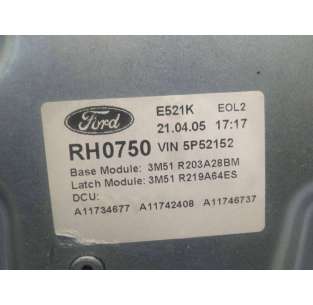 Ford
E521K EOL2
21.04.05 17:17
RH0750 VIN 5P52152
Base Module: 3M51 R203A28BM
Latch Module: 3M51 R219A64ES
DCU:
A11734677 A11742408 A11746737